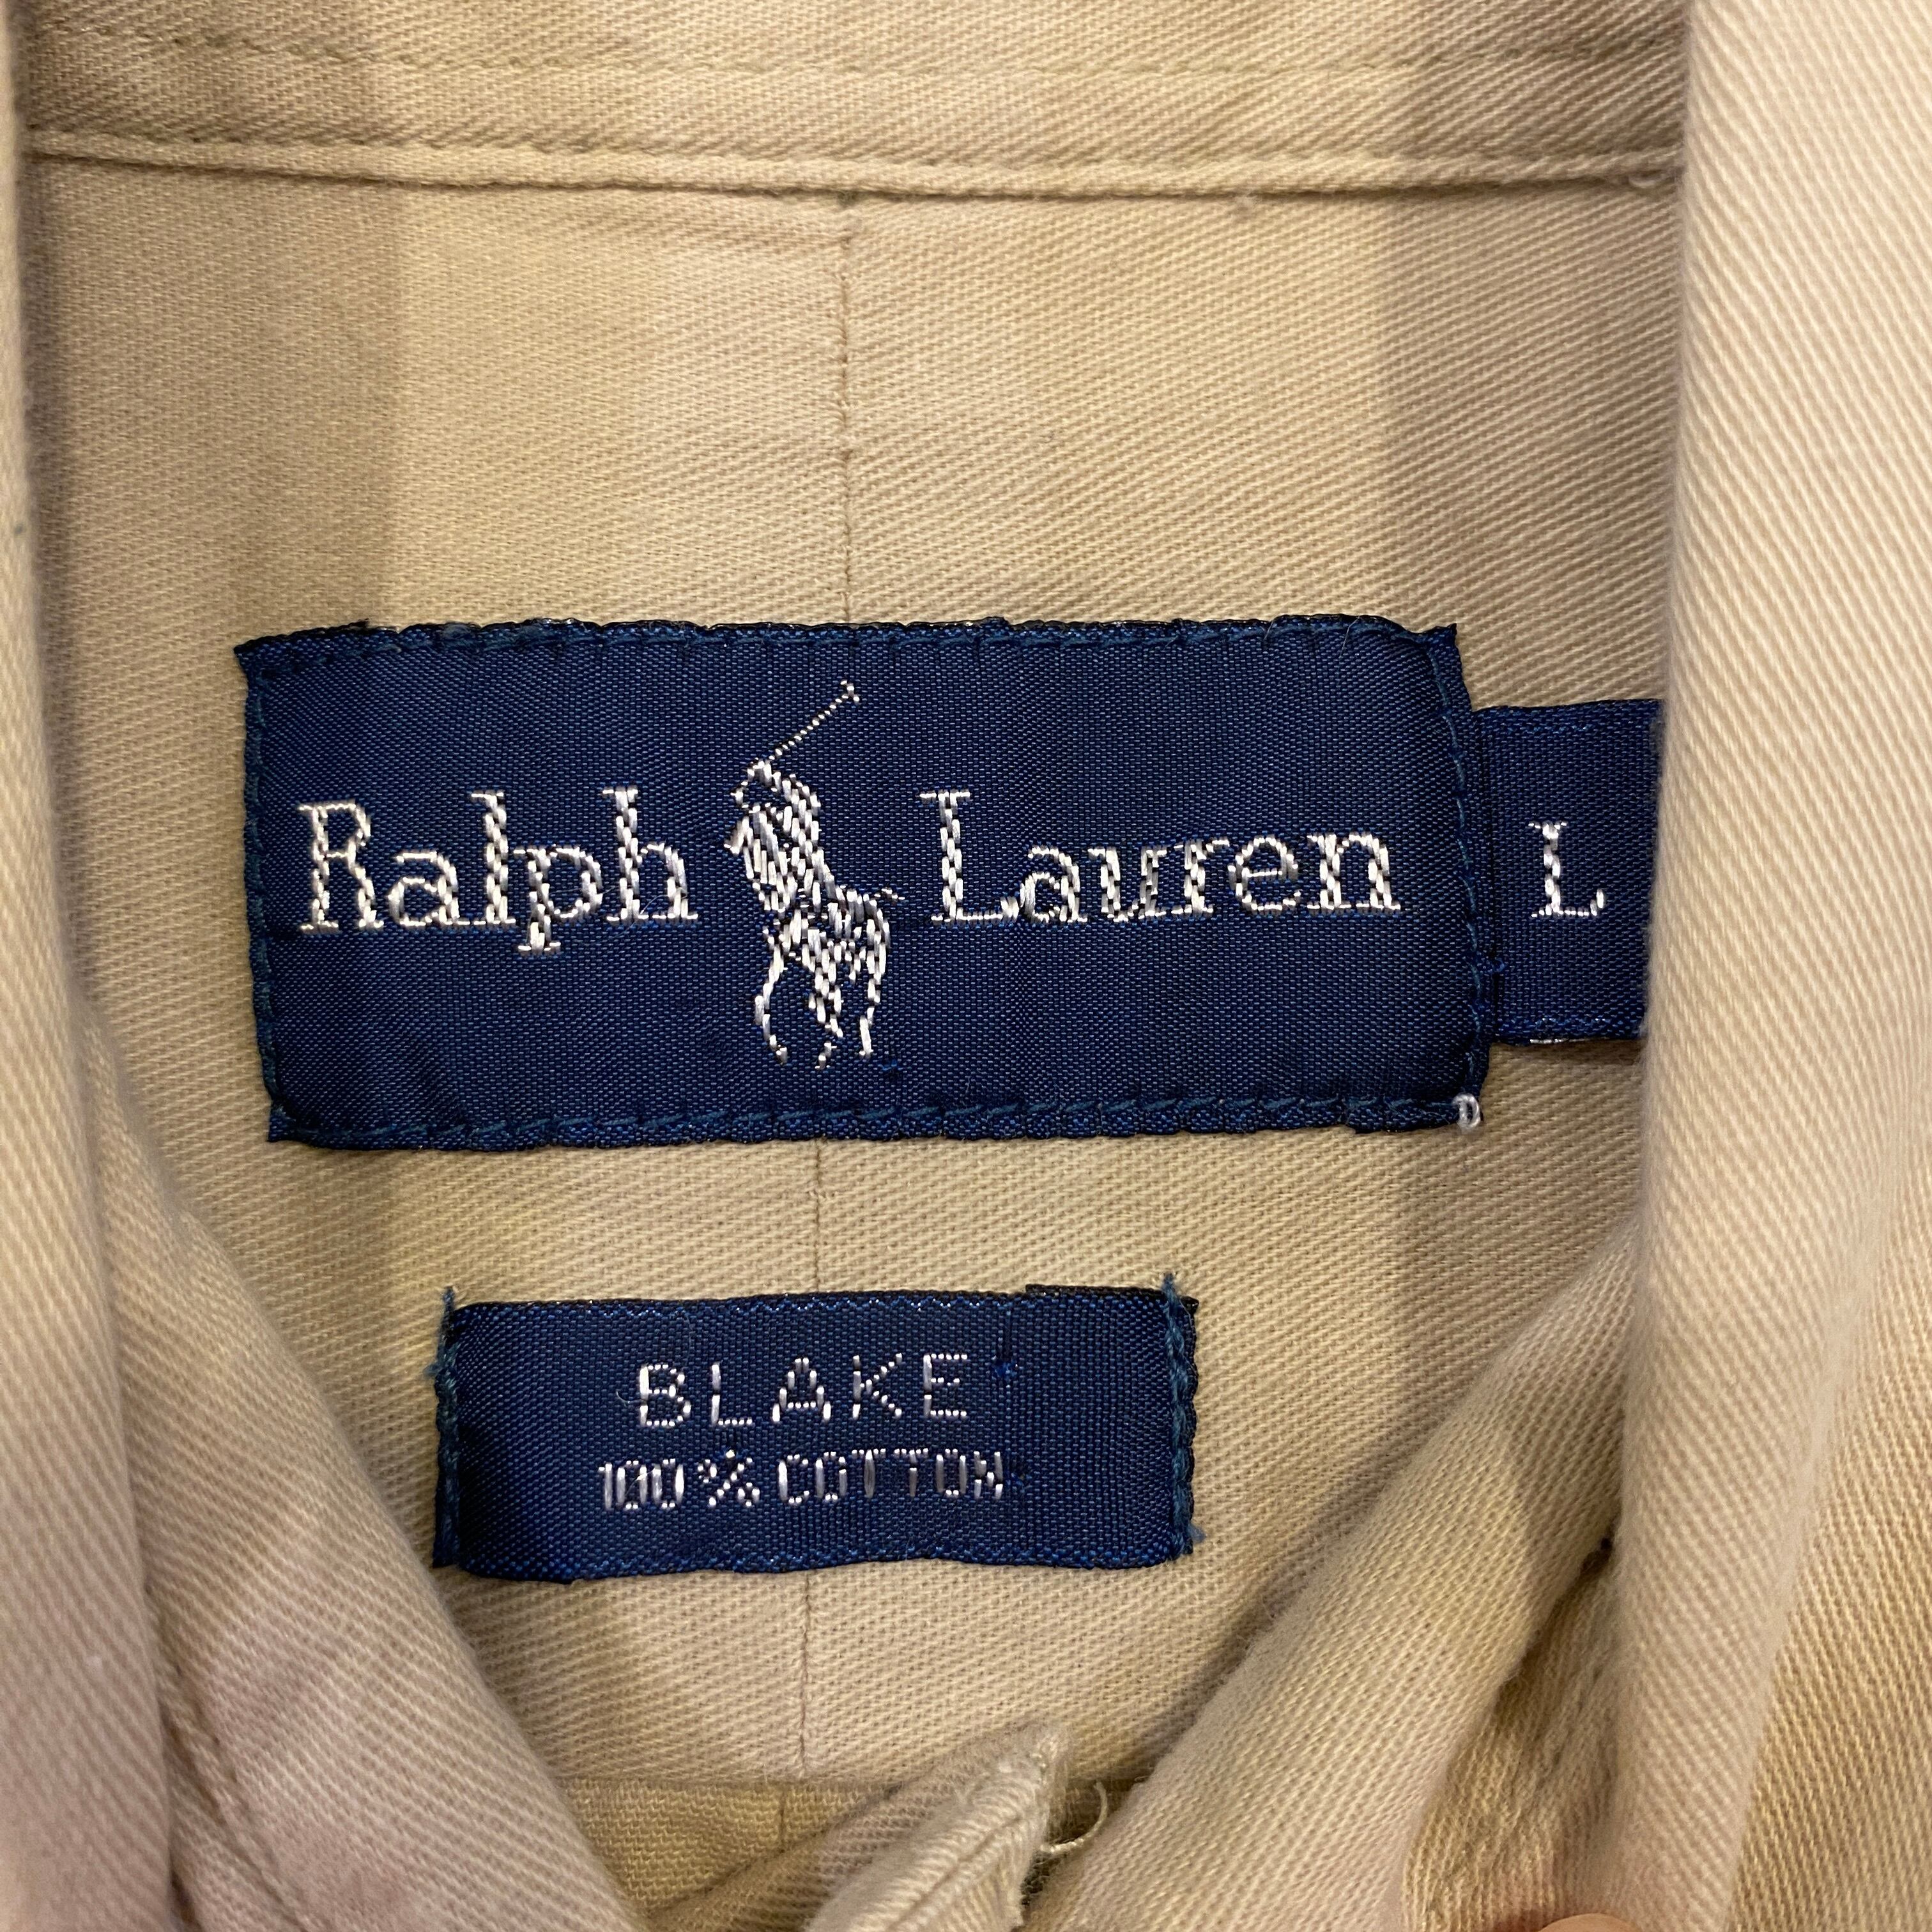 Ralph Lauren L
BLAKE
100% COTTON